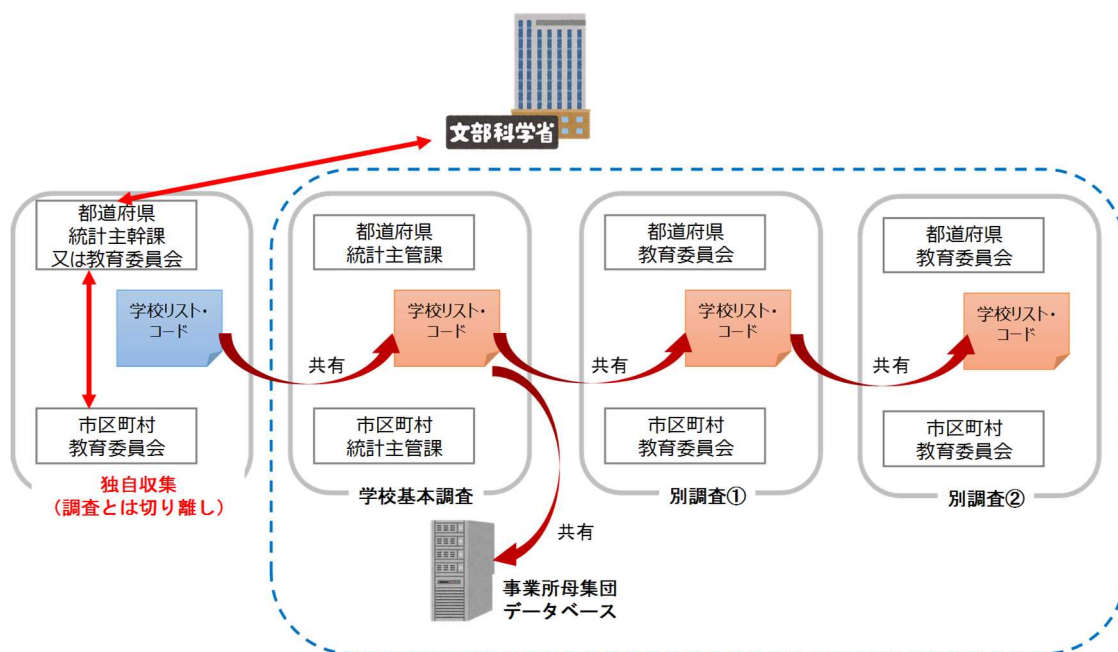 文部科学省
都道府県
統計主幹課
又は教育委員会
学校リスト・
コード
市区町村
教育委員会
独自収集
（調査とは切り離し）
共有
都道府県
統計主管課
学校リスト・
コード
市区町村
統計主管課
学校基本調査
共有
事業所母集団
データベース
共有
都道府県
教育委員会
学校リスト・
コード
市区町村
教育委員会
別調査①
共有
都道府県
教育委員会
学校リスト・
コード
市区町村
教育委員会
別調査②